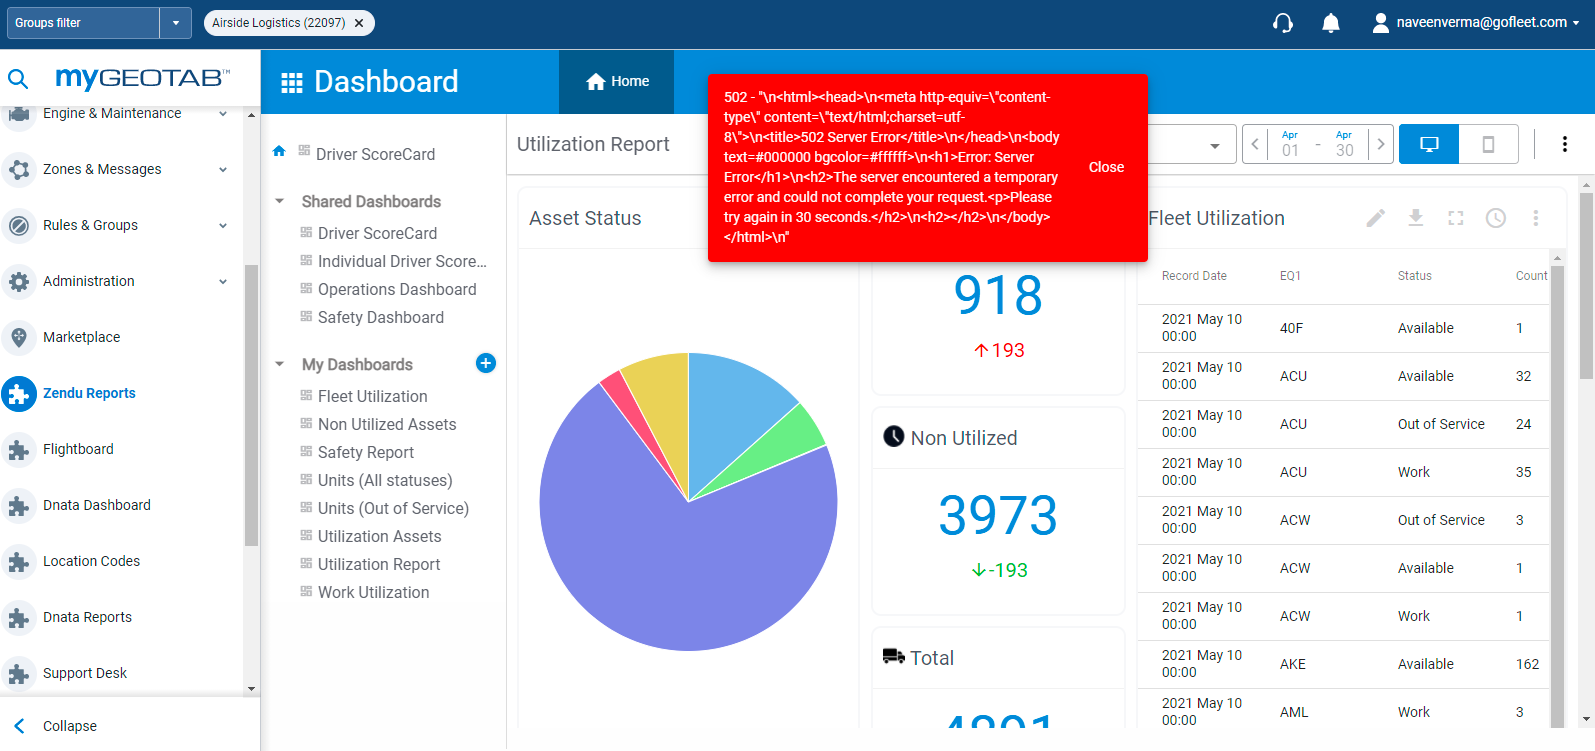 Groups filter
Airside Logistics (22097)
naveenverma@gofleet.com
myGEOTAB™
Engine & Maintenance
Zones & Messages
Rules & Groups
Administration
Marketplace
Zendu Reports
Flightboard
Dnata Dashboard
Location Codes
Dnata Reports
Support Desk
Collapse
Dashboard
Home
Driver ScoreCard
Shared Dashboards
Driver ScoreCard
Individual Driver Score...
Operations Dashboard
Safety Dashboard
My Dashboards
Fleet Utilization
Non Utilized Assets
Safety Report
Units (All statuses)
Units (Out of Service)
Utilization Assets
Utilization Report
Work Utilization
502 - "\n<html><head>\n<meta http-equiv=\"content-
type\" content=\"text/html;charset=utf-
8\">\n<title>502 Server Error</title>\n</head>\n<body
text=#000000 bgcolor=#ffffff>\n<h1>Error: Server
Error</h1>\n<h2>The server encountered a temporary
error and could not complete your request.<p>Please
try again in 30 seconds.</h2>\n<h2></h2>\n</body>
</html>\n"
Close
Utilization Report
Apr
01
-
Apr
30
Asset Status
918
193
Non Utilized
3973
-193
Total
Fleet Utilization
Record Date EQ1 Status Count
2021 May 10
00:00 40F Available 1
2021 May 10
00:00 ACU Available 32
2021 May 10
00:00 ACU Out of Service 24
2021 May 10
00:00 ACU Work 35
2021 May 10
00:00 ACW Out of Service 3
2021 May 10
00:00 ACW Available 1
2021 May 10
00:00 ACW Work 1
2021 May 10
00:00 AKE Available 162
2021 May 10
00:00 AML Work 3